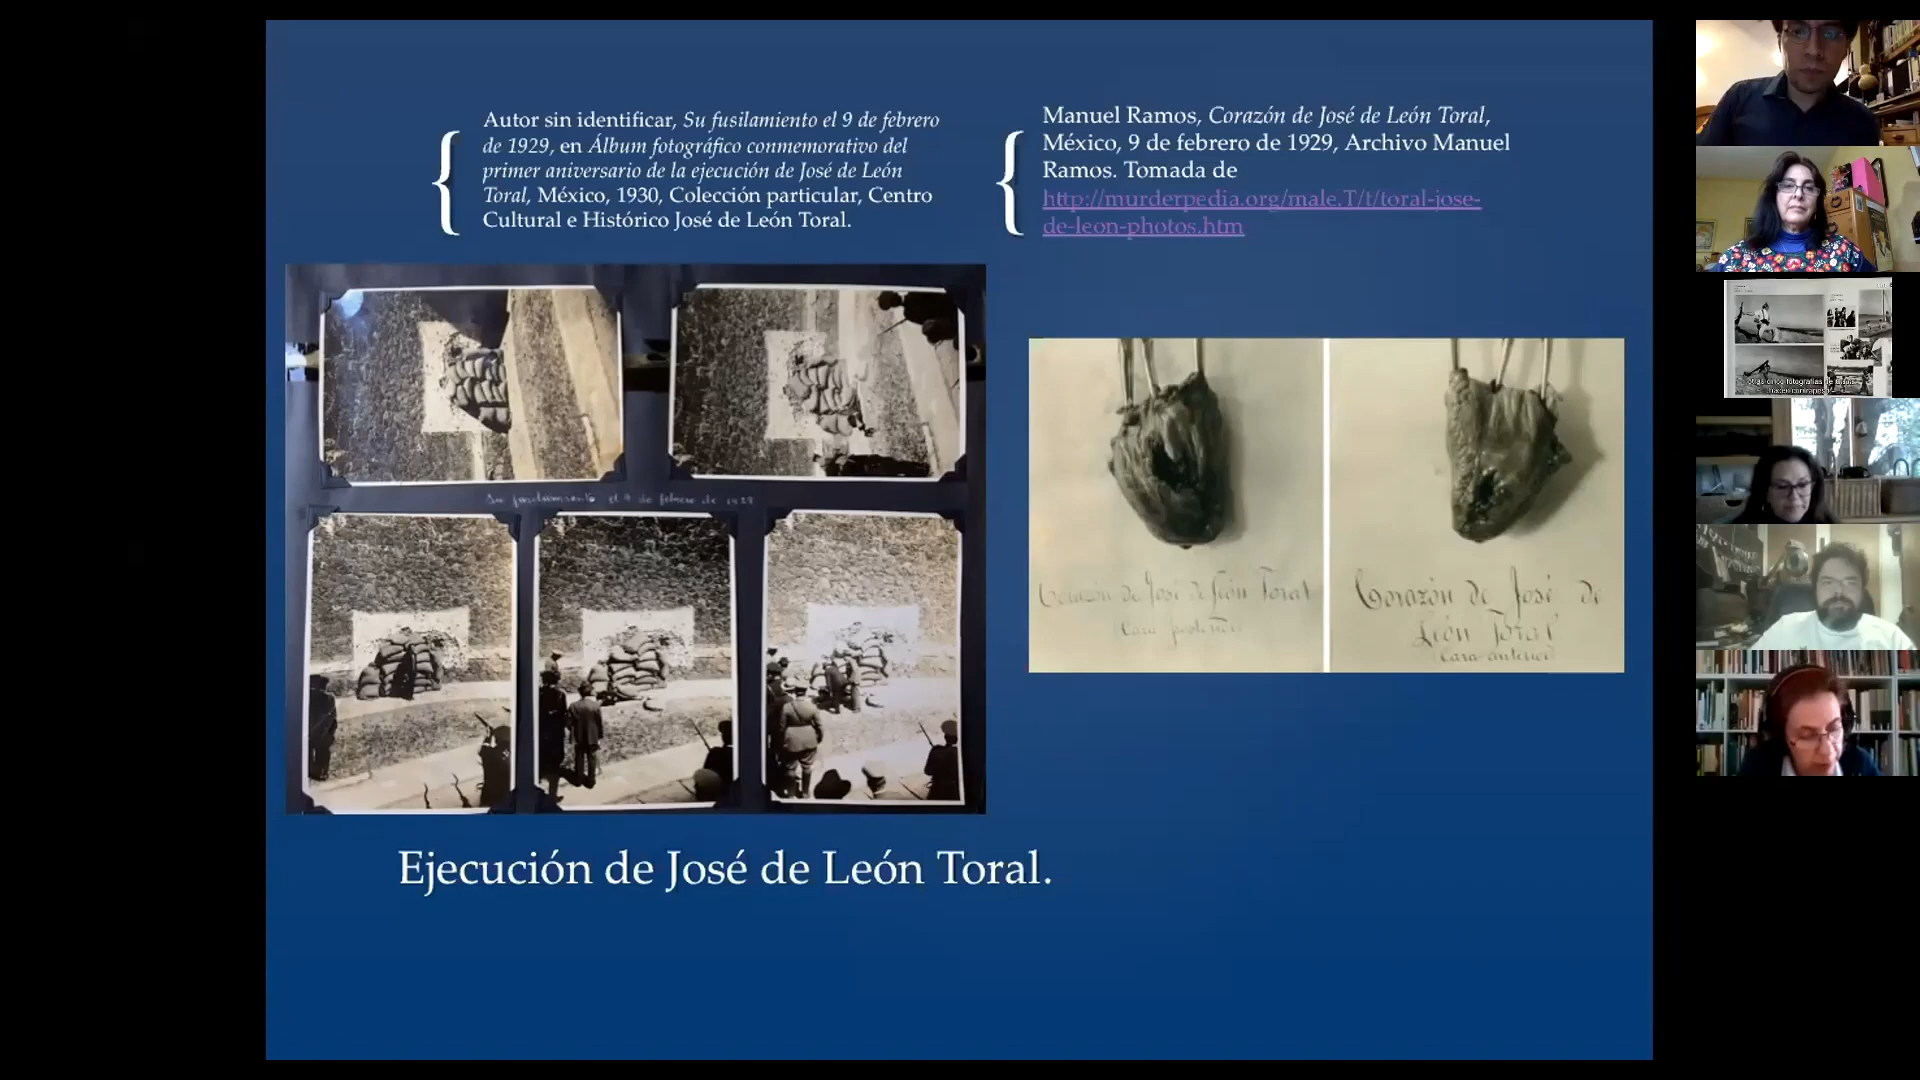 Autor sin identificar, Su fusilamiento el 9 de febrero
de 1929, en Álbum fotográfico conmemorativo del
primer aniversario de la ejecución de José de León
Toral, México, 1930, Colección particular, Centro
Cultural e Histórico José de León Toral.
Manuel Ramos, Corazón de José de León Toral,
México, 9 de febrero de 1929, Archivo Manuel
Ramos. Tomada de
http://murderpedia.org/male.T/t/toral-jose-
de-leon-photos.htm
Su fusilamiento el 9 de febrero de 1929
Corazón de José de León Toral
(Cara posterior)
Corazón de José de
León Toral
(Cara anterior)
Ejecución de José de León Toral.